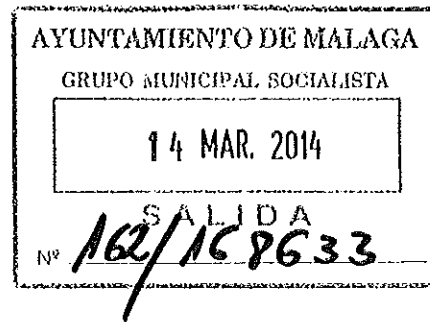 AYUNTAMIENTO DE MALAGA
GRUPO MUNICIPAL SOCIALISTA
14 MAR. 2014
SALIDA
Nº 162/168633